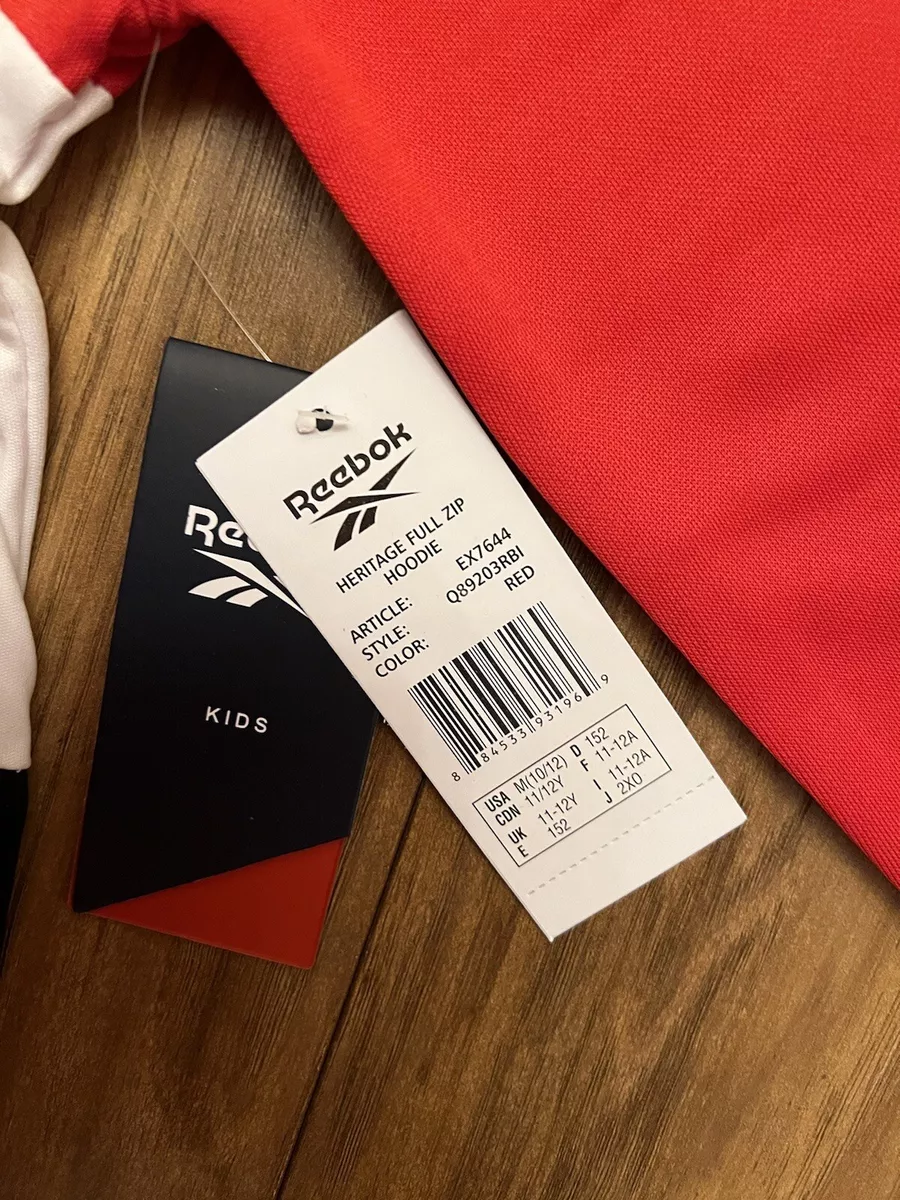 Reebok
HERITAGE FULL ZIP
HOODIE
ARTICLE: EX7644
STYLE: Q89203RBI
COLOR: RED
8 84533 93196 9
USA M(10/12) D 152
CDN 11/12Y F 11-12A
UK 11-12Y I 11-12A
E 152 J 2XO
Re
KIDS